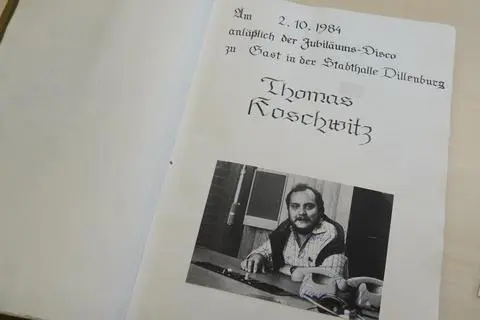 Am 2. 10. 1984
anläßlich der Jubiläums-Disco
zu Gast in der Stadthalle Dillenburg
Thomas
Koschwitz